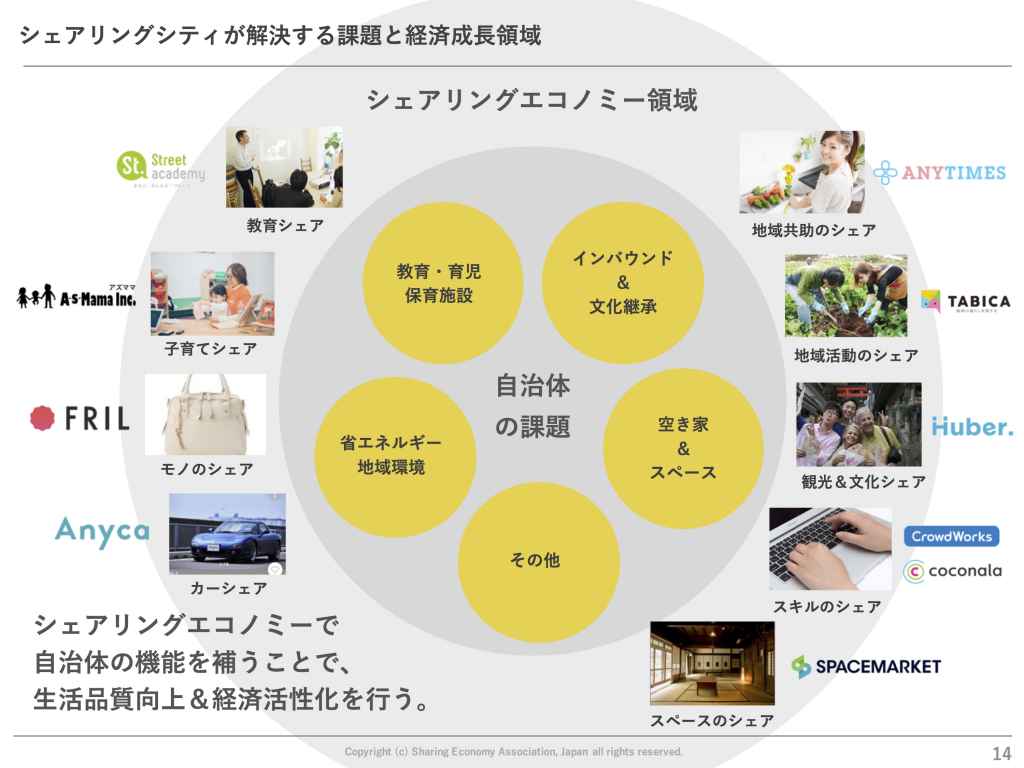 シェアリングシティが解決する課題と経済成長領域
シェアリングエコノミー領域
St.
Street
academy
教育シェア
アズママ
A·s·Mama Inc.
子育てシェア
FRIL
モノのシェア
Anyca
カーシェア
教育・育児
保育施設
インバウンド
&
文化継承
自治体
の課題
省エネルギー
地域環境
空き家
&
スペース
その他
ANYTIMES
地域共助のシェア
TABICA
地域活動のシェア
Huber.
観光＆文化シェア
CrowdWorks
coconala
スキルのシェア
SPACEMARKET
スペースのシェア
シェアリングエコノミーで
自治体の機能を補うことで、
生活品質向上＆経済活性化を行う。
Copyright (c) Sharing Economy Association, Japan all rights reserved.
14